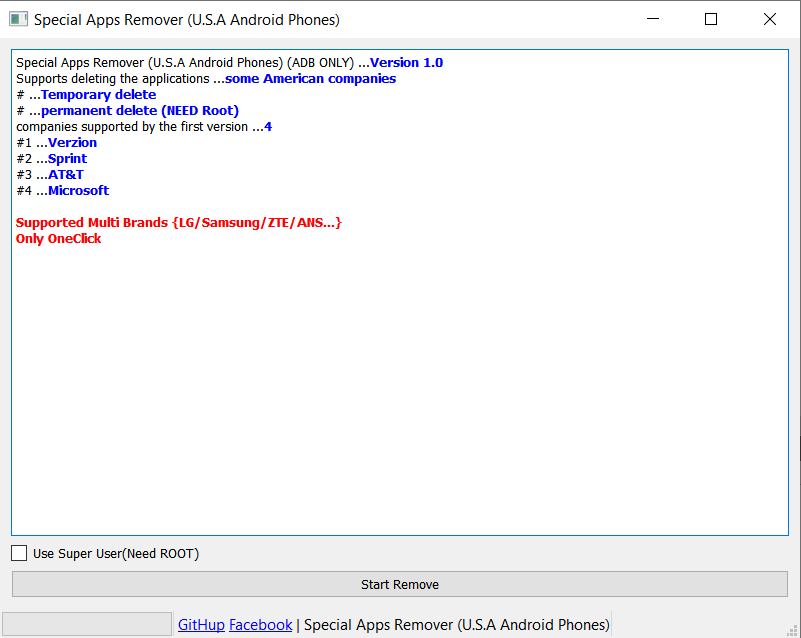 Special Apps Remover (U.S.A Android Phones)
Special Apps Remover (U.S.A Android Phones) (ADB ONLY) ...Version 1.0
Supports deleting the applications ...some American companies
# ...Temporary delete
# ...permanent delete (NEED Root)
companies supported by the first version ...4
#1 ...Verzion
#2 ...Sprint
#3 ...AT&T
#4 ...Microsoft
Supported Multi Brands {LG/Samsung/ZTE/ANS...}
Only OneClick
Use Super User(Need ROOT)
Start Remove
GitHup Facebook | Special Apps Remover (U.S.A Android Phones)